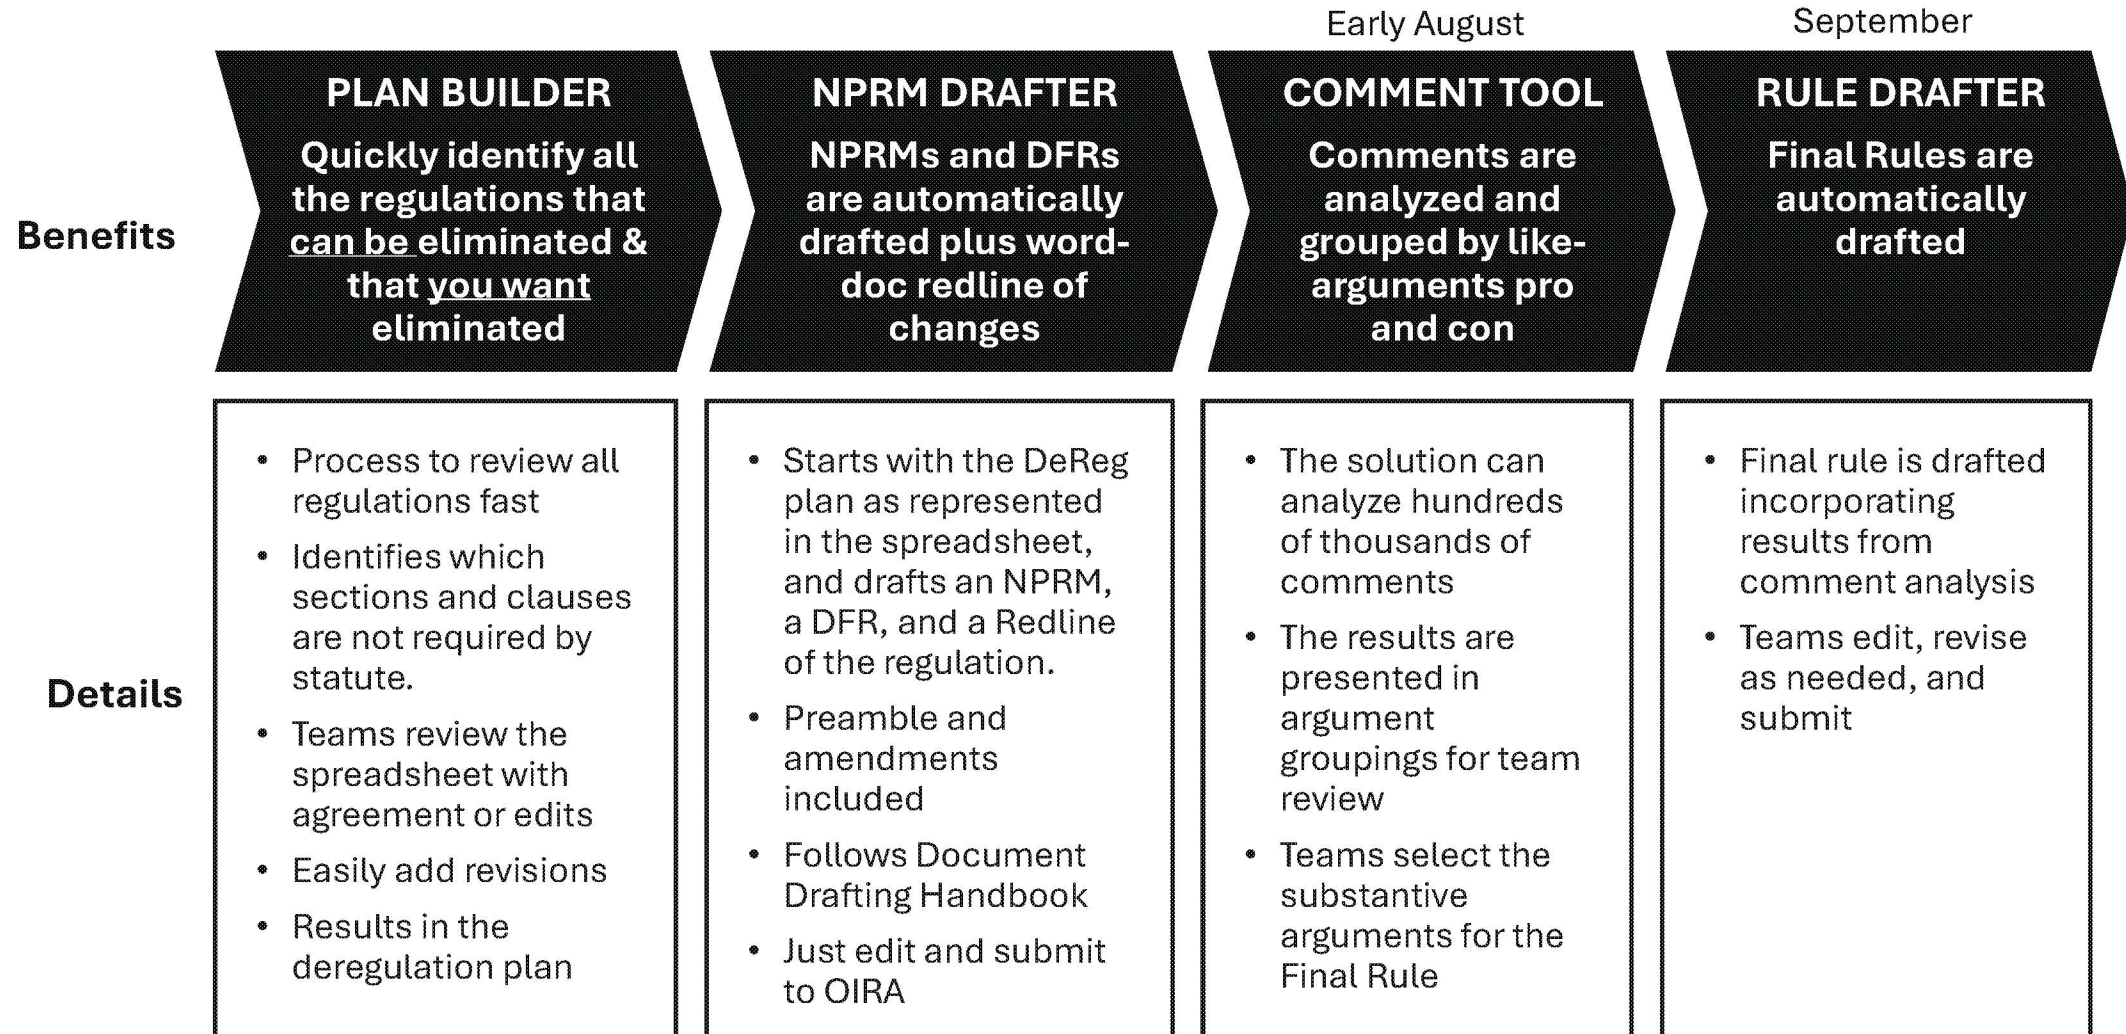 Early August
September
PLAN BUILDER
Quickly identify all
the regulations that
can be eliminated &
that you want
eliminated
NPRM DRAFTER
NPRMs and DFRs
are automatically
drafted plus word-
doc redline of
changes
COMMENT TOOL
Comments are
analyzed and
grouped by like-
arguments pro
and con
RULE DRAFTER
Final Rules are
automatically
drafted
Benefits
Details
• Process to review all
regulations fast
• Identifies which
sections and clauses
are not required by
statute.
• Teams review the
spreadsheet with
agreement or edits
• Easily add revisions
• Results in the
deregulation plan
• Starts with the DeReg
plan as represented
in the spreadsheet,
and drafts an NPRM,
a DFR, and a Redline
of the regulation.
• Preamble and
amendments
included
• Follows Document
Drafting Handbook
• Just edit and submit
to OIRA
• The solution can
analyze hundreds
of thousands of
comments
• The results are
presented in
argument
groupings for team
review
• Teams select the
substantive
arguments for the
Final Rule
• Final rule is drafted
incorporating
results from
comment analysis
• Teams edit, revise
as needed, and
submit